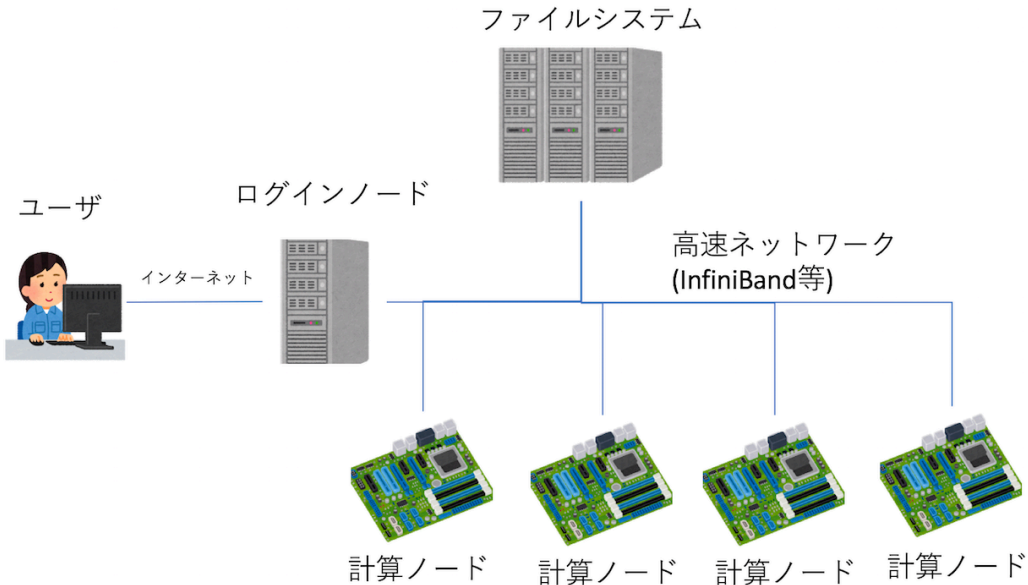 ファイルシステム
ログインノード
ユーザ
インターネット
高速ネットワーク
(InfiniBand等)
計算ノード
計算ノード
計算ノード
計算ノード